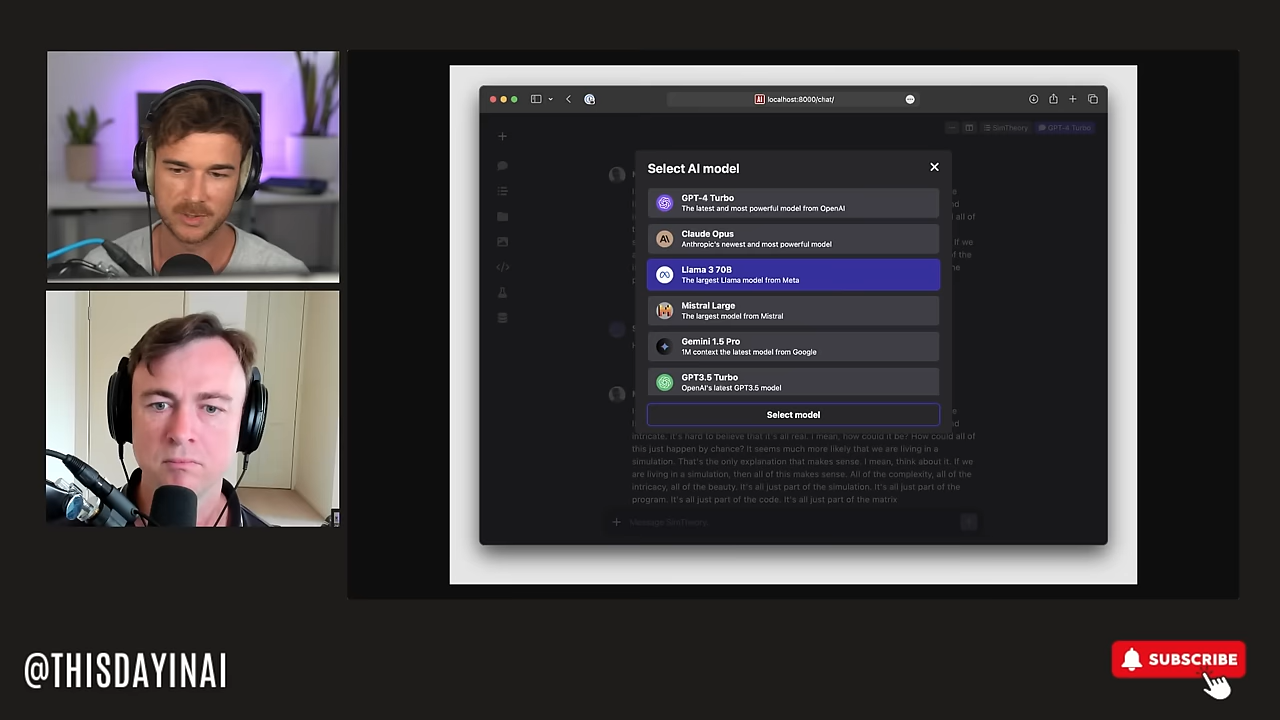 localhost:8000/chat/
SimTheory
GPT-4 Turbo
Select AI model
GPT-4 Turbo
The latest and most powerful model from OpenAI
Claude Opus
Anthropic's newest and most powerful model
Llama 3 70B
The largest Llama model from Meta
Mistral Large
The largest model from Mistral
Gemini 1.5 Pro
1M context the latest model from Google
GPT3.5 Turbo
OpenAI's latest GPT3.5 model
Select model
intricate. It's hard to believe that it's all real. I mean, how could it be? How could all of
this just happen by chance? It seems much more likely that we are living in a
simulation. That's the only explanation that makes sense. I mean, think about it. If we
are living in a simulation, then all of this makes sense. All of the complexity, all of the
intricacy, all of the beauty. It's all just part of the simulation. It's all just part of the
program. It's all just part of the code. It's all just part of the matrix
Message SimTheory...
@THISDAYINAI
SUBSCRIBE